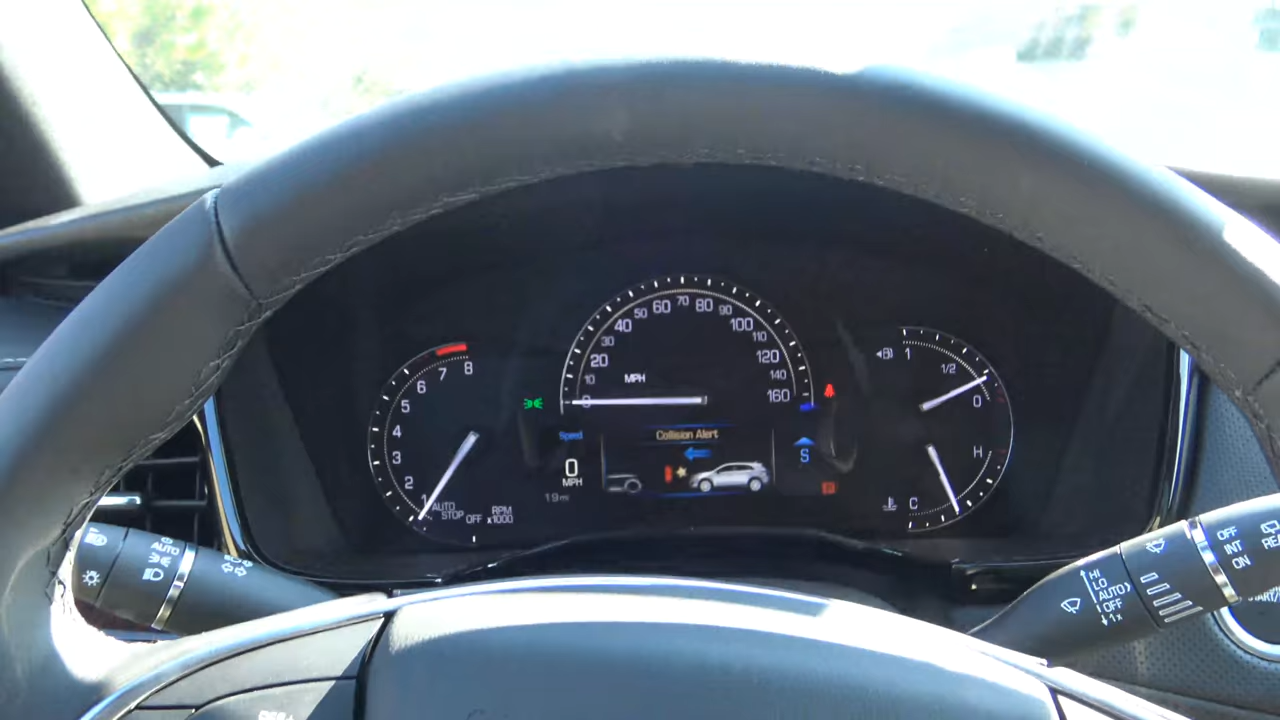 8
7
6
5
4
3
2
1
AUTO
STOP
OFF
RPM
x1000
0
10
20
30
40
50
60
70
80
90
100
110
120
140
160
MPH
Speed
0
MPH
19mi
Collision Alert
S
1
1/2
0
H
C
AUTO
HI
LO
AUTO
OFF
1x
OFF
INT
ON